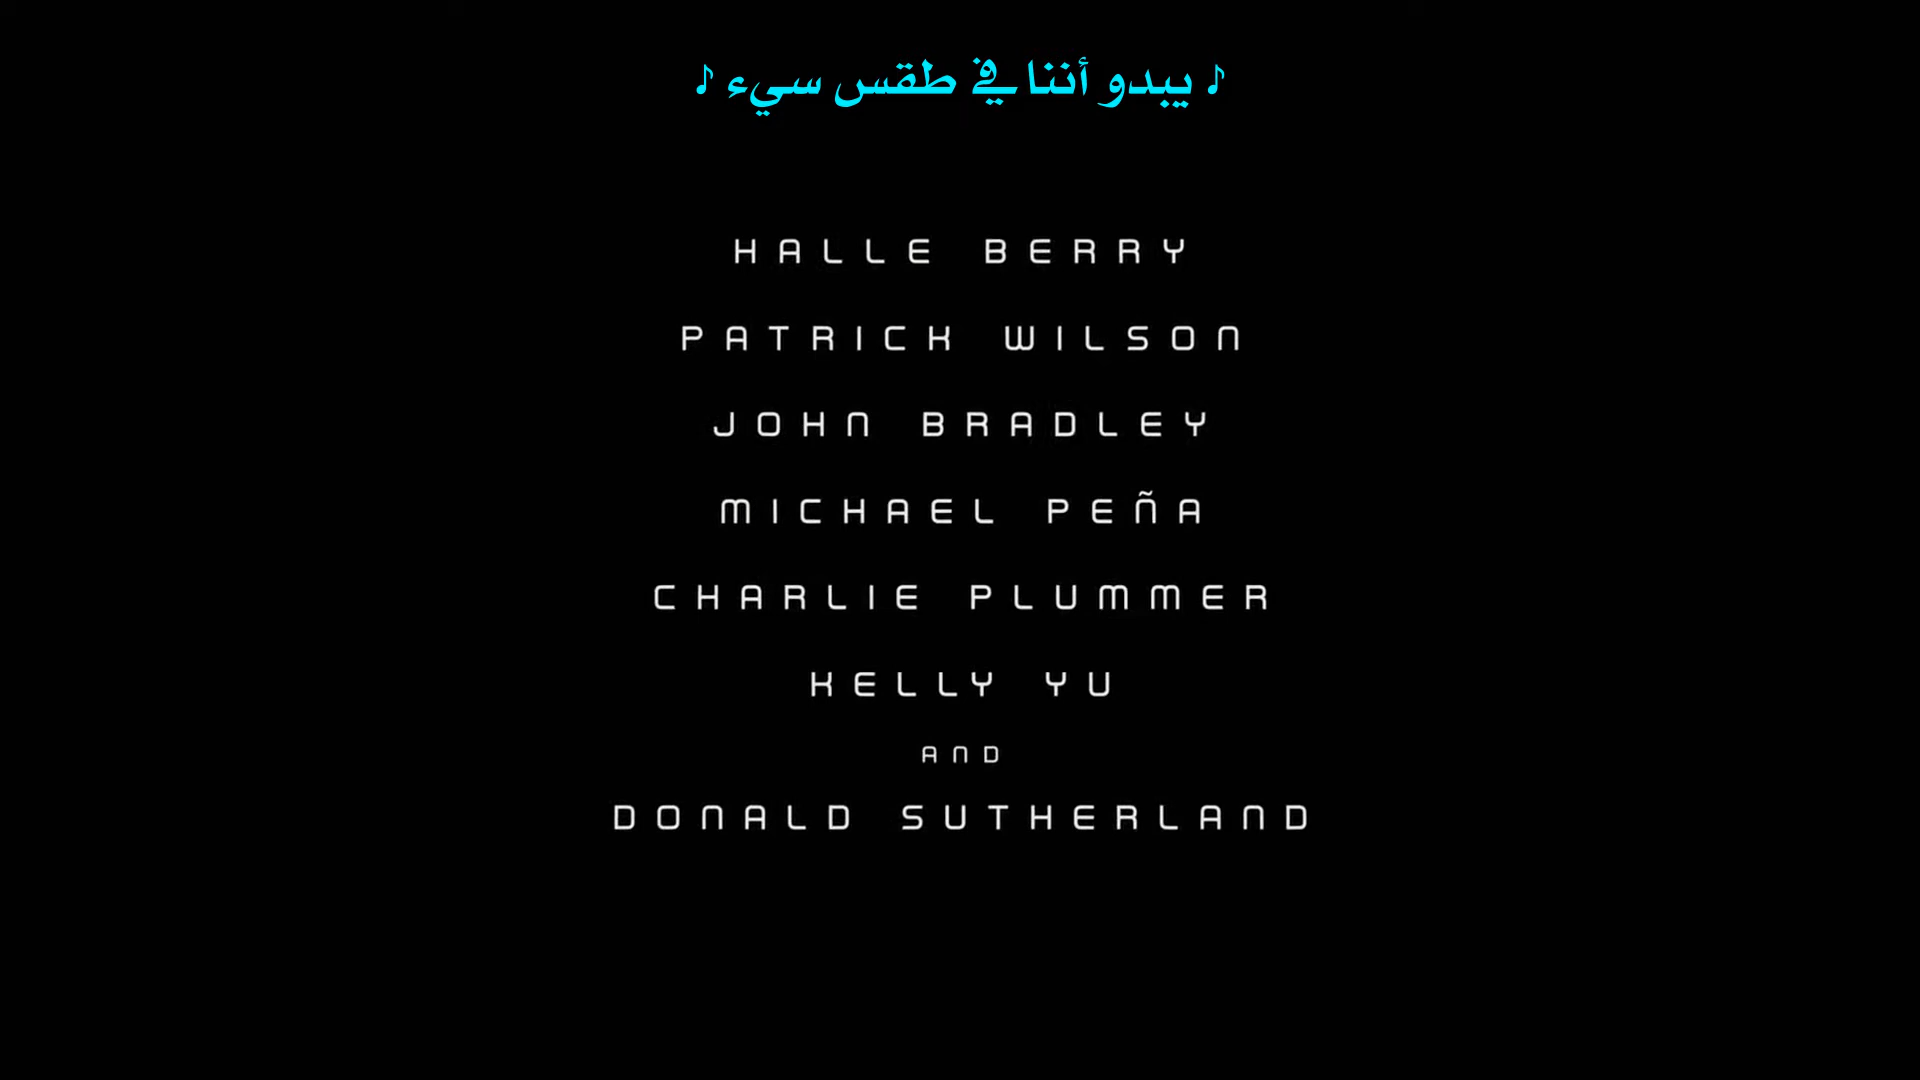 ♪ يبدو أننا في طقس سيء ♪
HALLE BERRY
PATRICK WILSON
JOHN BRADLEY
MICHAEL PEÑA
CHARLIE PLUMMER
KELLY YU
AND
DONALD SUTHERLAND